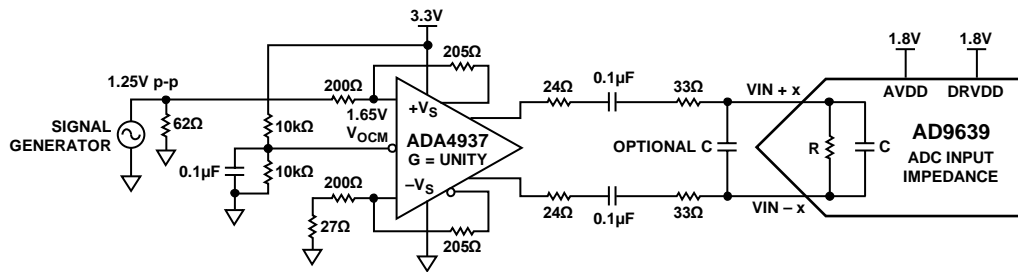 3.3V
205Ω
1.25V p-p
200Ω
1.65V
+VS
24Ω
0.1µF
33Ω
1.8V
1.8V
AVDD
DRVDD
VIN + x
SIGNAL
GENERATOR
62Ω
10kΩ
VOCM
ADA4937
G = UNITY
OPTIONAL C
R
C
AD9639
ADC INPUT
IMPEDANCE
0.1µF
10kΩ
200Ω
–VS
27Ω
205Ω
24Ω
0.1µF
33Ω
VIN – x